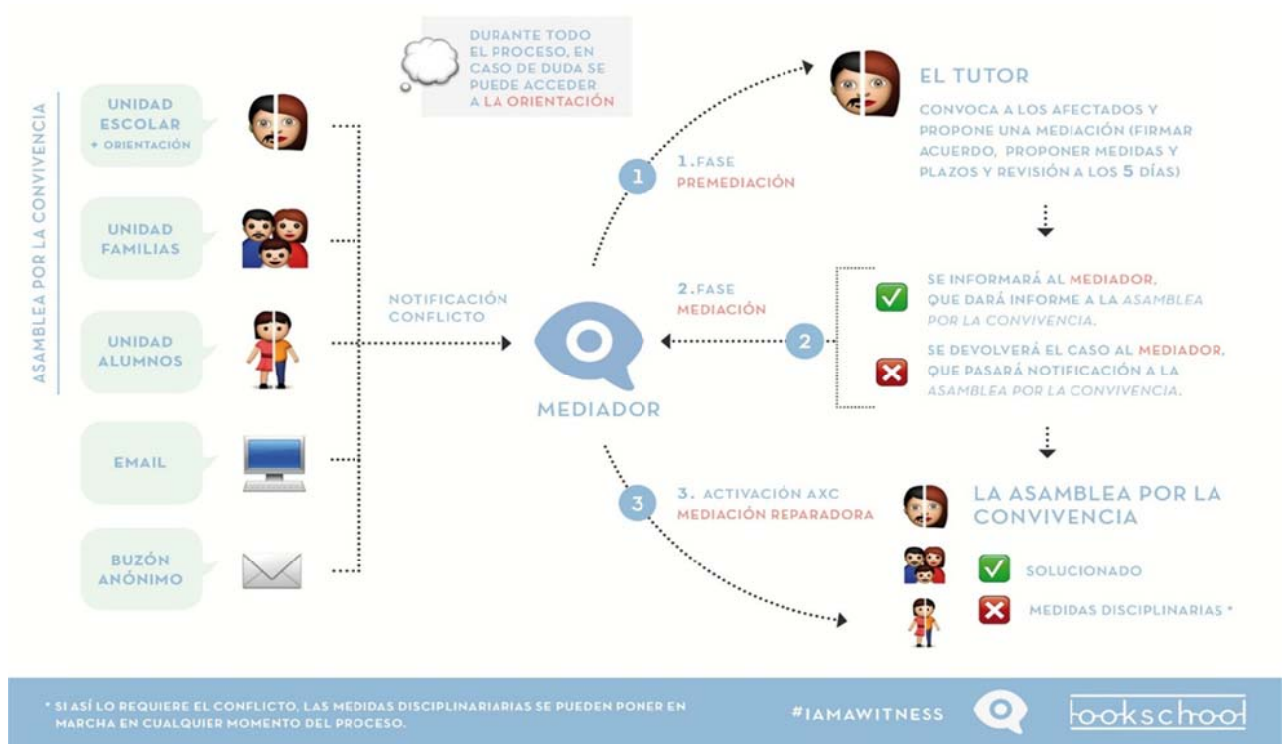 ASAMBLEA POR LA CONVIVENCIA
UNIDAD
ESCOLAR
+ ORIENTACIÓN
UNIDAD
FAMILIAS
UNIDAD
ALUMNOS
EMAIL
BUZÓN
ANÓNIMO
NOTIFICACIÓN
CONFLICTO
DURANTE TODO
EL PROCESO, EN
CASO DE DUDA SE
PUEDE ACCEDER
A LA ORIENTACIÓN
MEDIADOR
1
1.FASE
PREMEDIACIÓN
EL TUTOR
CONVOCA A LOS AFECTADOS Y
PROPONE UNA MEDIACIÓN (FIRMAR
ACUERDO, PROPONER MEDIDAS Y
PLAZOS Y REVISIÓN A LOS 5 DÍAS)
2.FASE
MEDIACIÓN
2
SE INFORMARÁ AL MEDIADOR,
QUE DARÁ INFORME A LA ASAMBLEA
POR LA CONVIVENCIA.
SE DEVOLVERÁ EL CASO AL MEDIADOR,
QUE PASARÁ NOTIFICACIÓN A LA
ASAMBLEA POR LA CONVIVENCIA.
3
3. ACTIVACIÓN AXC
MEDIACIÓN REPARADORA
LA ASAMBLEA POR LA
CONVIVENCIA
SOLUCIONADO
MEDIDAS DISCIPLINARIAS *
* SI ASÍ LO REQUIERE EL CONFLICTO, LAS MEDIDAS DISCIPLINARIARIAS SE PUEDEN PONER EN
MARCHA EN CUALQUIER MOMENTO DEL PROCESO.
#IAMAWITNESS
lookschool